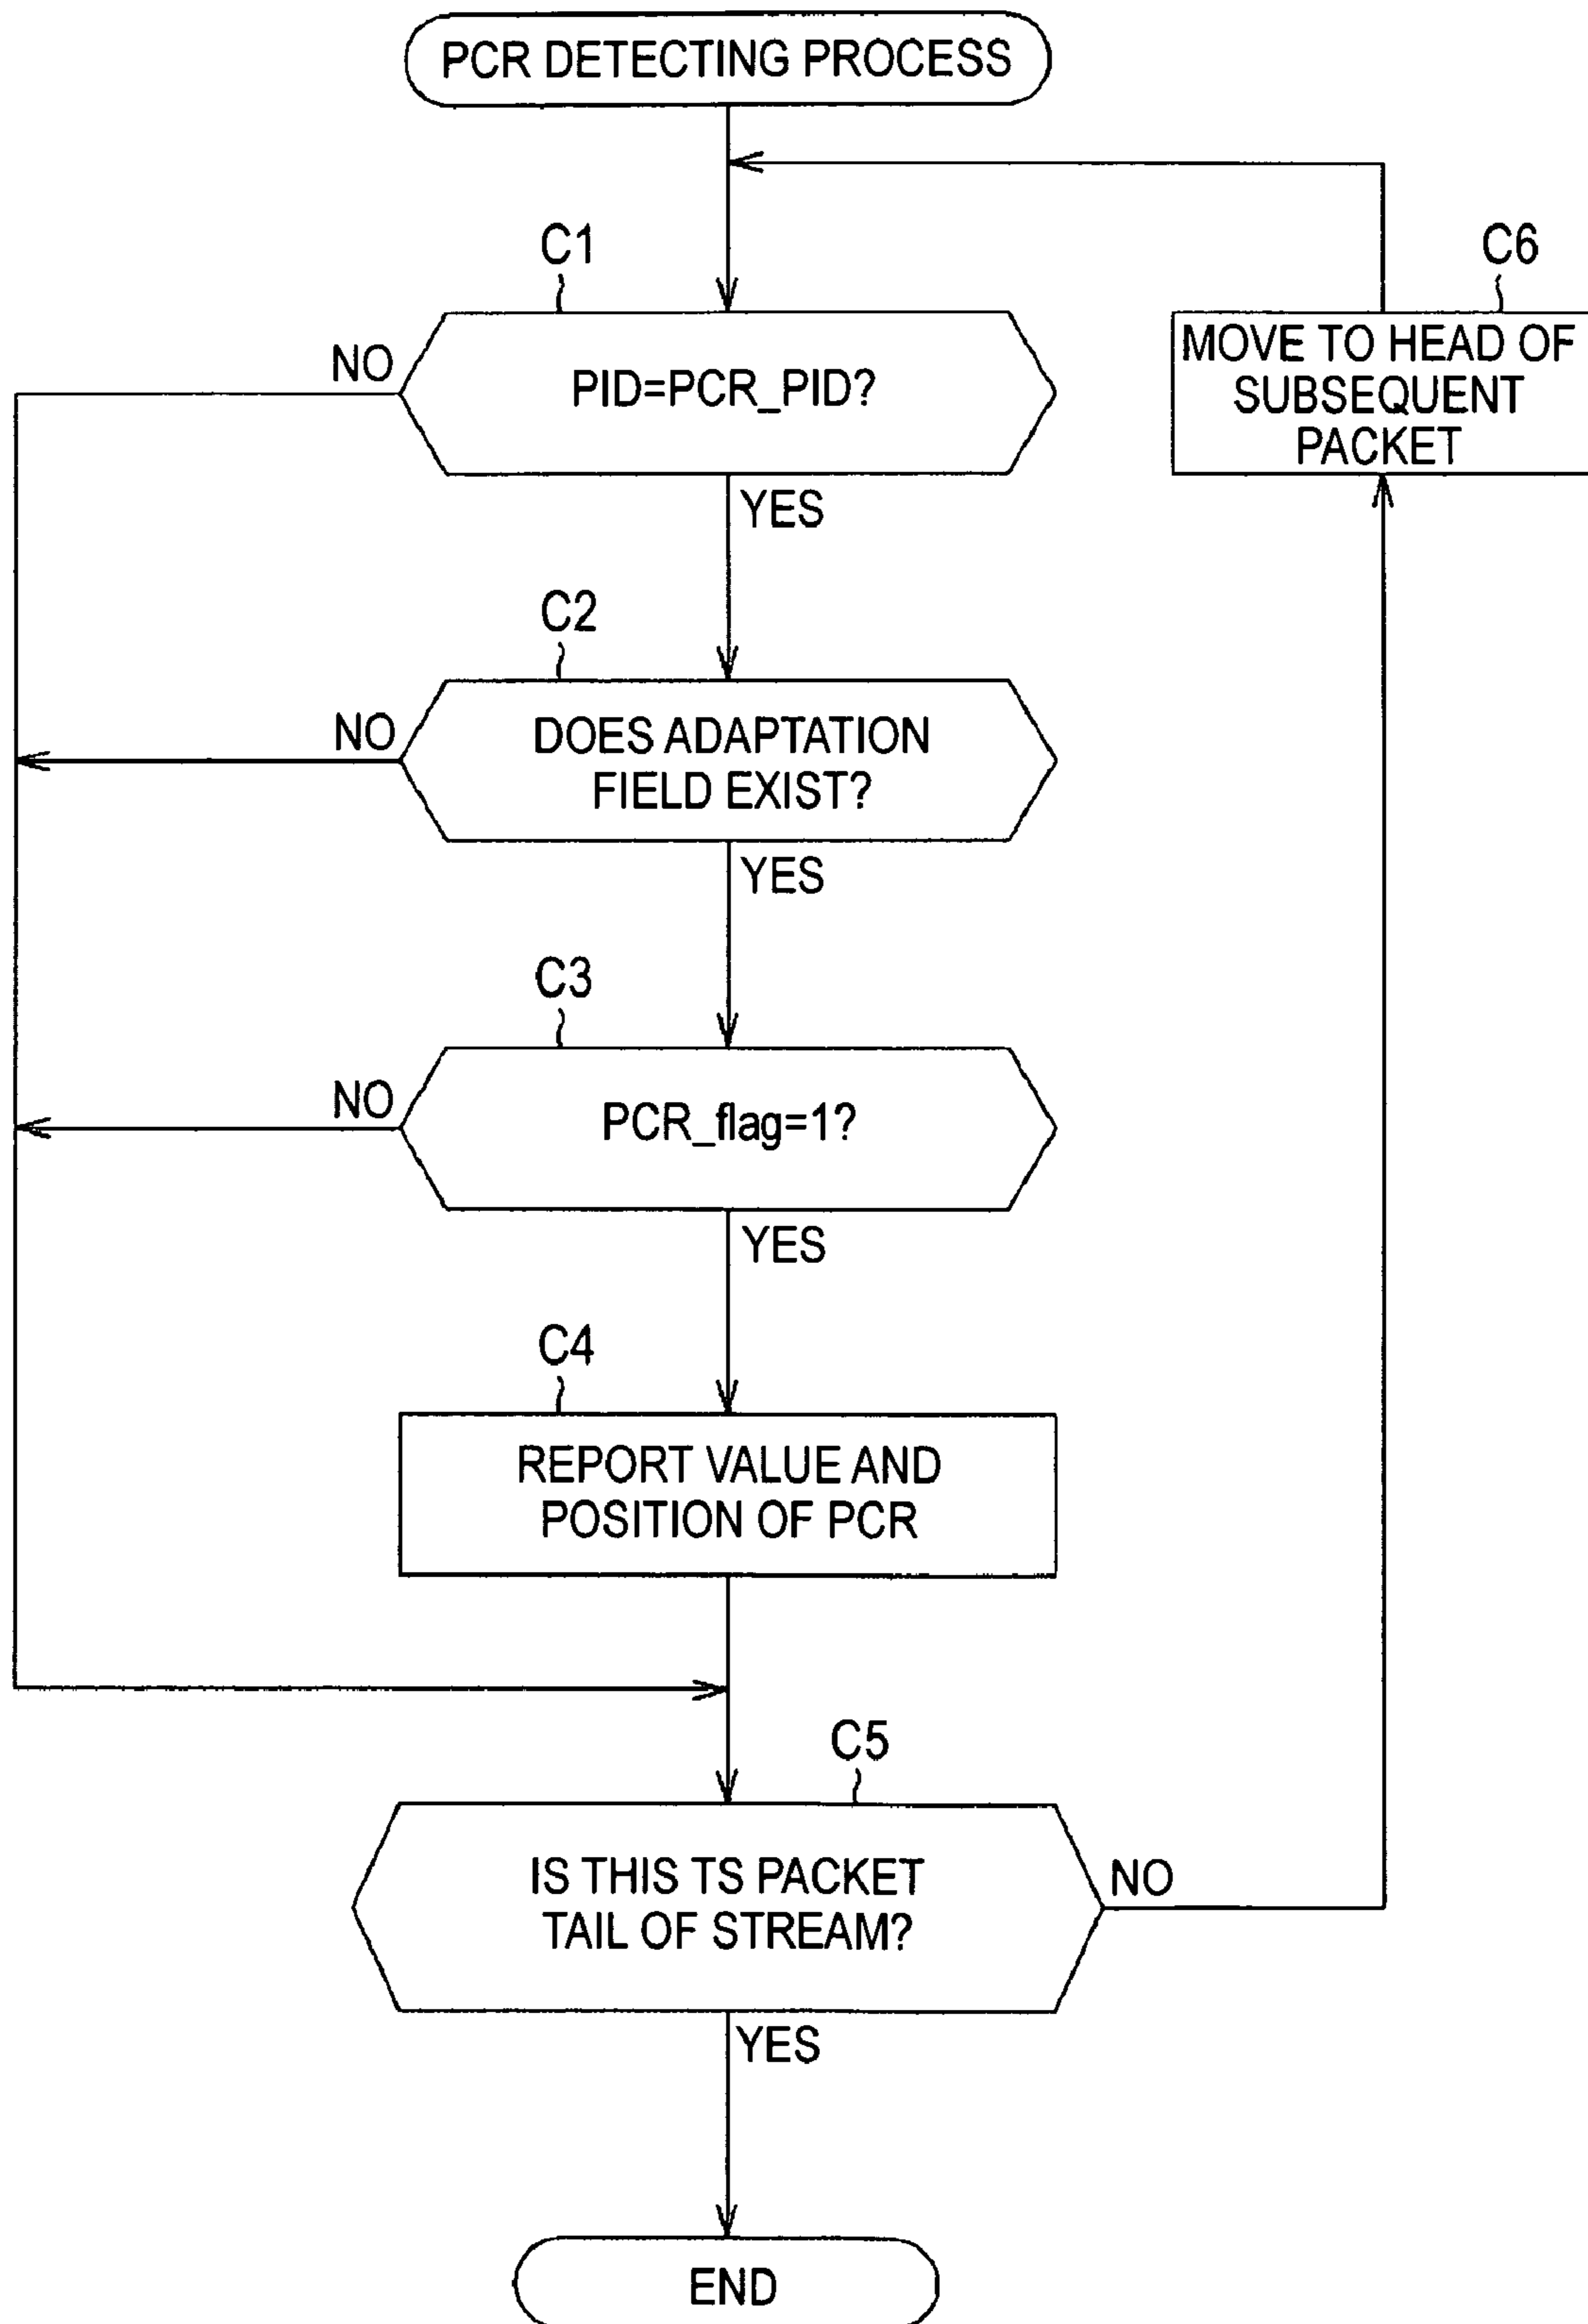 PCR DETECTING PROCESS
C1
C6
NO
PID=PCR_PID?
MOVE TO HEAD OF
SUBSEQUENT
PACKET
YES
C2
NO
DOES ADAPTATION
FIELD EXIST?
YES
C3
NO
PCR_flag=1?
YES
C4
REPORT VALUE AND
POSITION OF PCR
C5
IS THIS TS PACKET
TAIL OF STREAM?
NO
YES
END